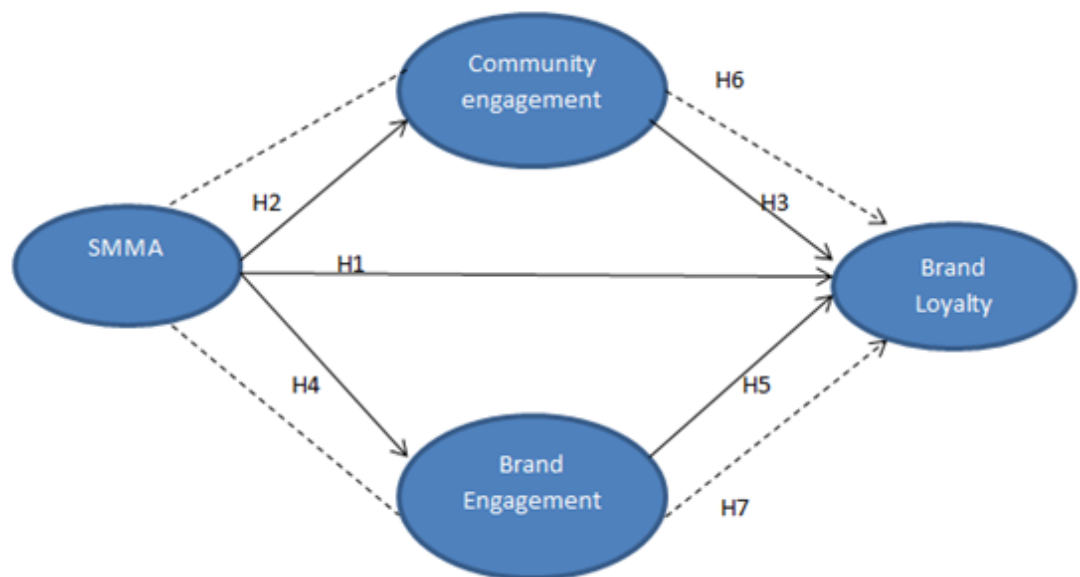 Community
engagement
H6
H2
H3
SMMA
H1
Brand
Loyalty
H4
H5
Brand
Engagement
H7